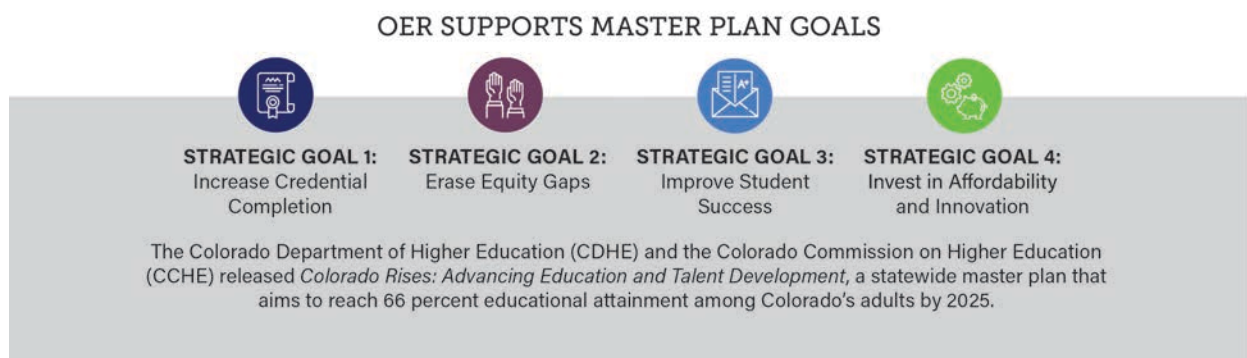 OER SUPPORTS MASTER PLAN GOALS
A+
STRATEGIC GOAL 1:
Increase Credential
Completion
STRATEGIC GOAL 2:
Erase Equity Gaps
STRATEGIC GOAL 3:
Improve Student
Success
STRATEGIC GOAL 4:
Invest in Affordability
and Innovation
The Colorado Department of Higher Education (CDHE) and the Colorado Commission on Higher Education
(CCHE) released Colorado Rises: Advancing Education and Talent Development, a statewide master plan that
aims to reach 66 percent educational attainment among Colorado's adults by 2025.